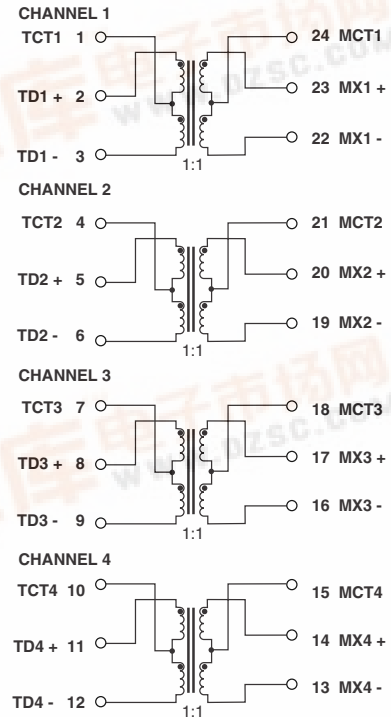 CHANNEL 1
TCT1 1
24 MCT1
TD1 + 2
23 MX1 +
22 MX1 -
TD1 - 3
1:1
CHANNEL 2
TCT2 4
21 MCT2
TD2 + 5
20 MX2 +
19 MX2 -
TD2 - 6
1:1
CHANNEL 3
TCT3 7
18 MCT3
TD3 + 8
17 MX3 +
16 MX3 -
TD3 - 9
1:1
CHANNEL 4
TCT4 10
15 MCT4
TD4 + 11
14 MX4 +
13 MX4 -
TD4 - 12
1:1